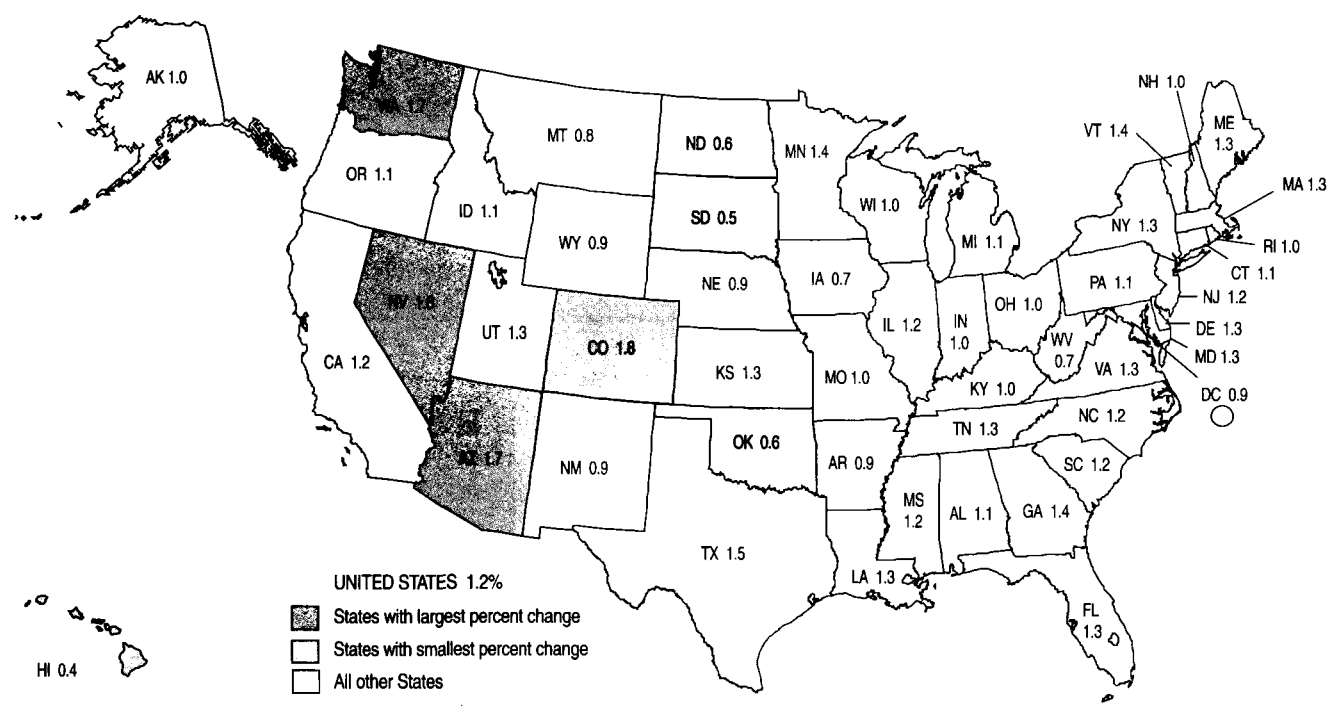 AK 1.0
WA 1.7
OR 1.1
MT 0.8
ID 1.1
WY 0.9
ND 0.6
SD 0.5
MN 1.4
WI 1.0
MI 1.1
NH 1.0
VT 1.4
ME
1.3
MA 1.3
NY 1.3
RI 1.0
CT 1.1
PA 1.1
NJ 1.2
DE 1.3
MD 1.3
DC 0.9
CA 1.2
NV
UT 1.3
CO 1.8
NE 0.9
KS 1.3
IA 0.7
MO 1.0
IL 1.2
IN
1.0
OH 1.0
WV
0.7
VA 1.3
KY 1.0
NC 1.2
TN 1.3
SC 1.2
AZ 1.7
NM 0.9
OK 0.6
AR 0.9
MS
1.2
AL 1.1
GA 1.4
TX 1.5
LA 1.3
FL
1.3
HI 0.4
UNITED STATES 1.2%
States with largest percent change
States with smallest percent change
All other States